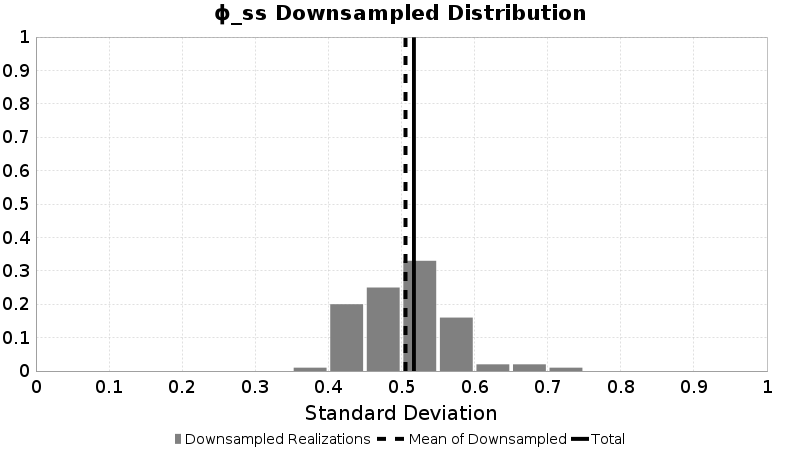 ϕ_ss Downsampled Distribution
1
0.9
0.8
0.7
0.6
0.5
0.4
0.3
0.2
0.1
0
0 0.1 0.2 0.3 0.4 0.5 0.6 0.7 0.8 0.9 1
Standard Deviation
Downsampled Realizations Mean of Downsampled Total